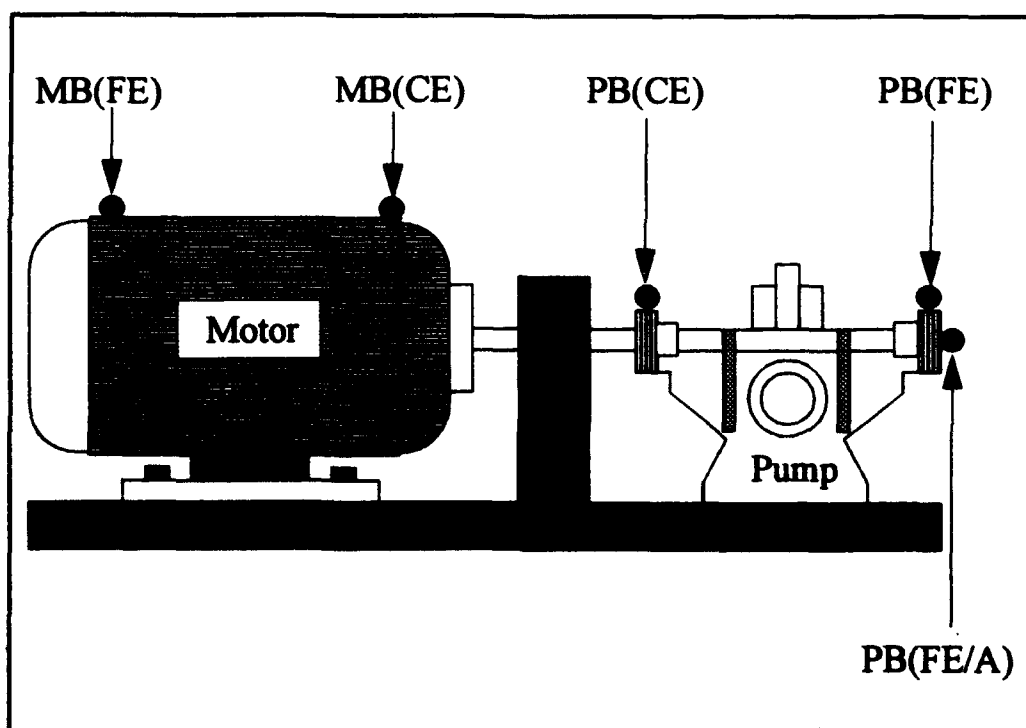 MB(FE)
MB(CE)
PB(CE)
PB(FE)
Motor
Pump
PB(FE/A)